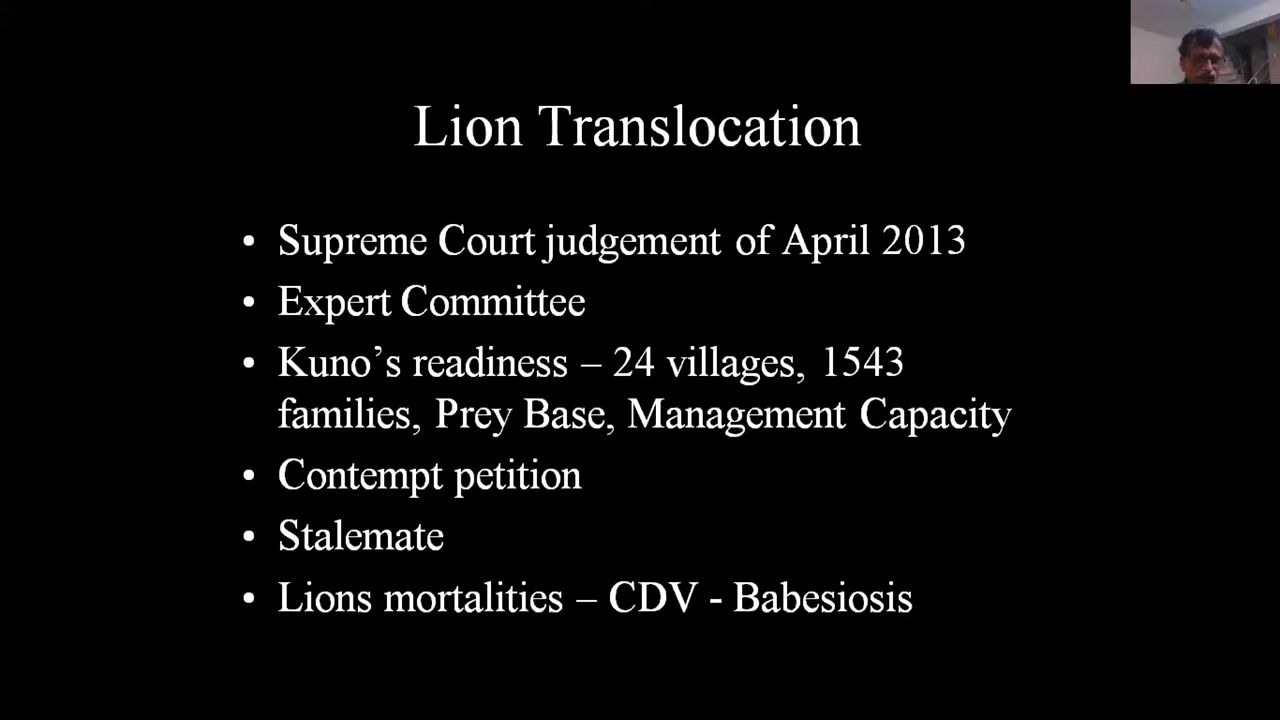 Lion Translocation
• Supreme Court judgement of April 2013
• Expert Committee
• Kuno’s readiness – 24 villages, 1543
families, Prey Base, Management Capacity
• Contempt petition
• Stalemate
• Lions mortalities – CDV - Babesiosis